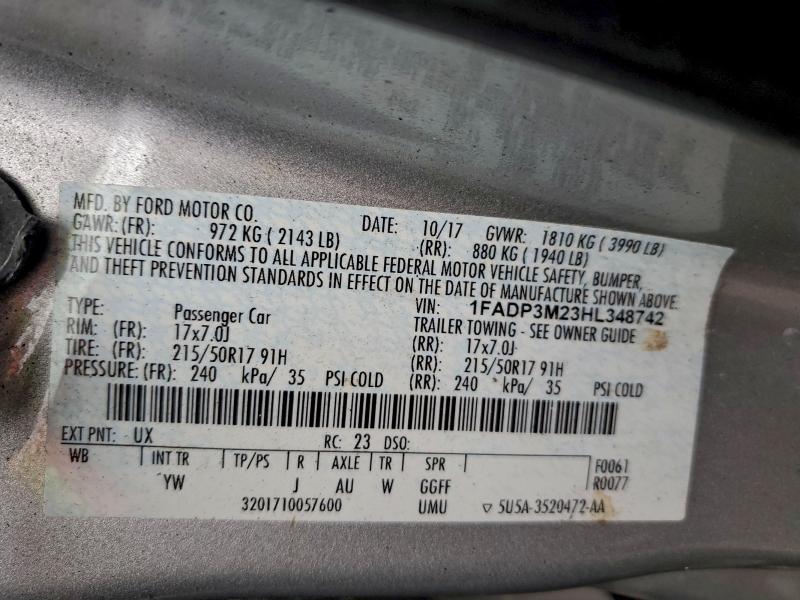 MFD. BY FORD MOTOR CO. DATE: 10/17 GVWR: 1810 KG ( 3990 LB)
GAWR: (FR): 972 KG ( 2143 LB) (RR): 880 KG ( 1940 LB)
THIS VEHICLE CONFORMS TO ALL APPLICABLE FEDERAL MOTOR VEHICLE SAFETY, BUMPER,
AND THEFT PREVENTION STANDARDS IN EFFECT ON THE DATE OF MANUFACTURE SHOWN ABOVE.
TYPE: Passenger Car VIN: 1FADP3M23HL348742
TRAILER TOWING - SEE OWNER GUIDE
RIM: (FR): 17x7.0J (RR): 17x7.0J
TIRE: (FR): 215/50R17 91H (RR): 215/50R17 91H
PRESSURE: (FR): 240 kPa/ 35 PSI COLD (RR): 240 kPa/ 35 PSI COLD
EXT PNT: UX RC: 23 DSO:
WB INT TR TP/PS R AXLE TR SPR F0061
YW J AU W GGFF R0077
3201710057600 UMU ▽ 5U5A-3520472-AA